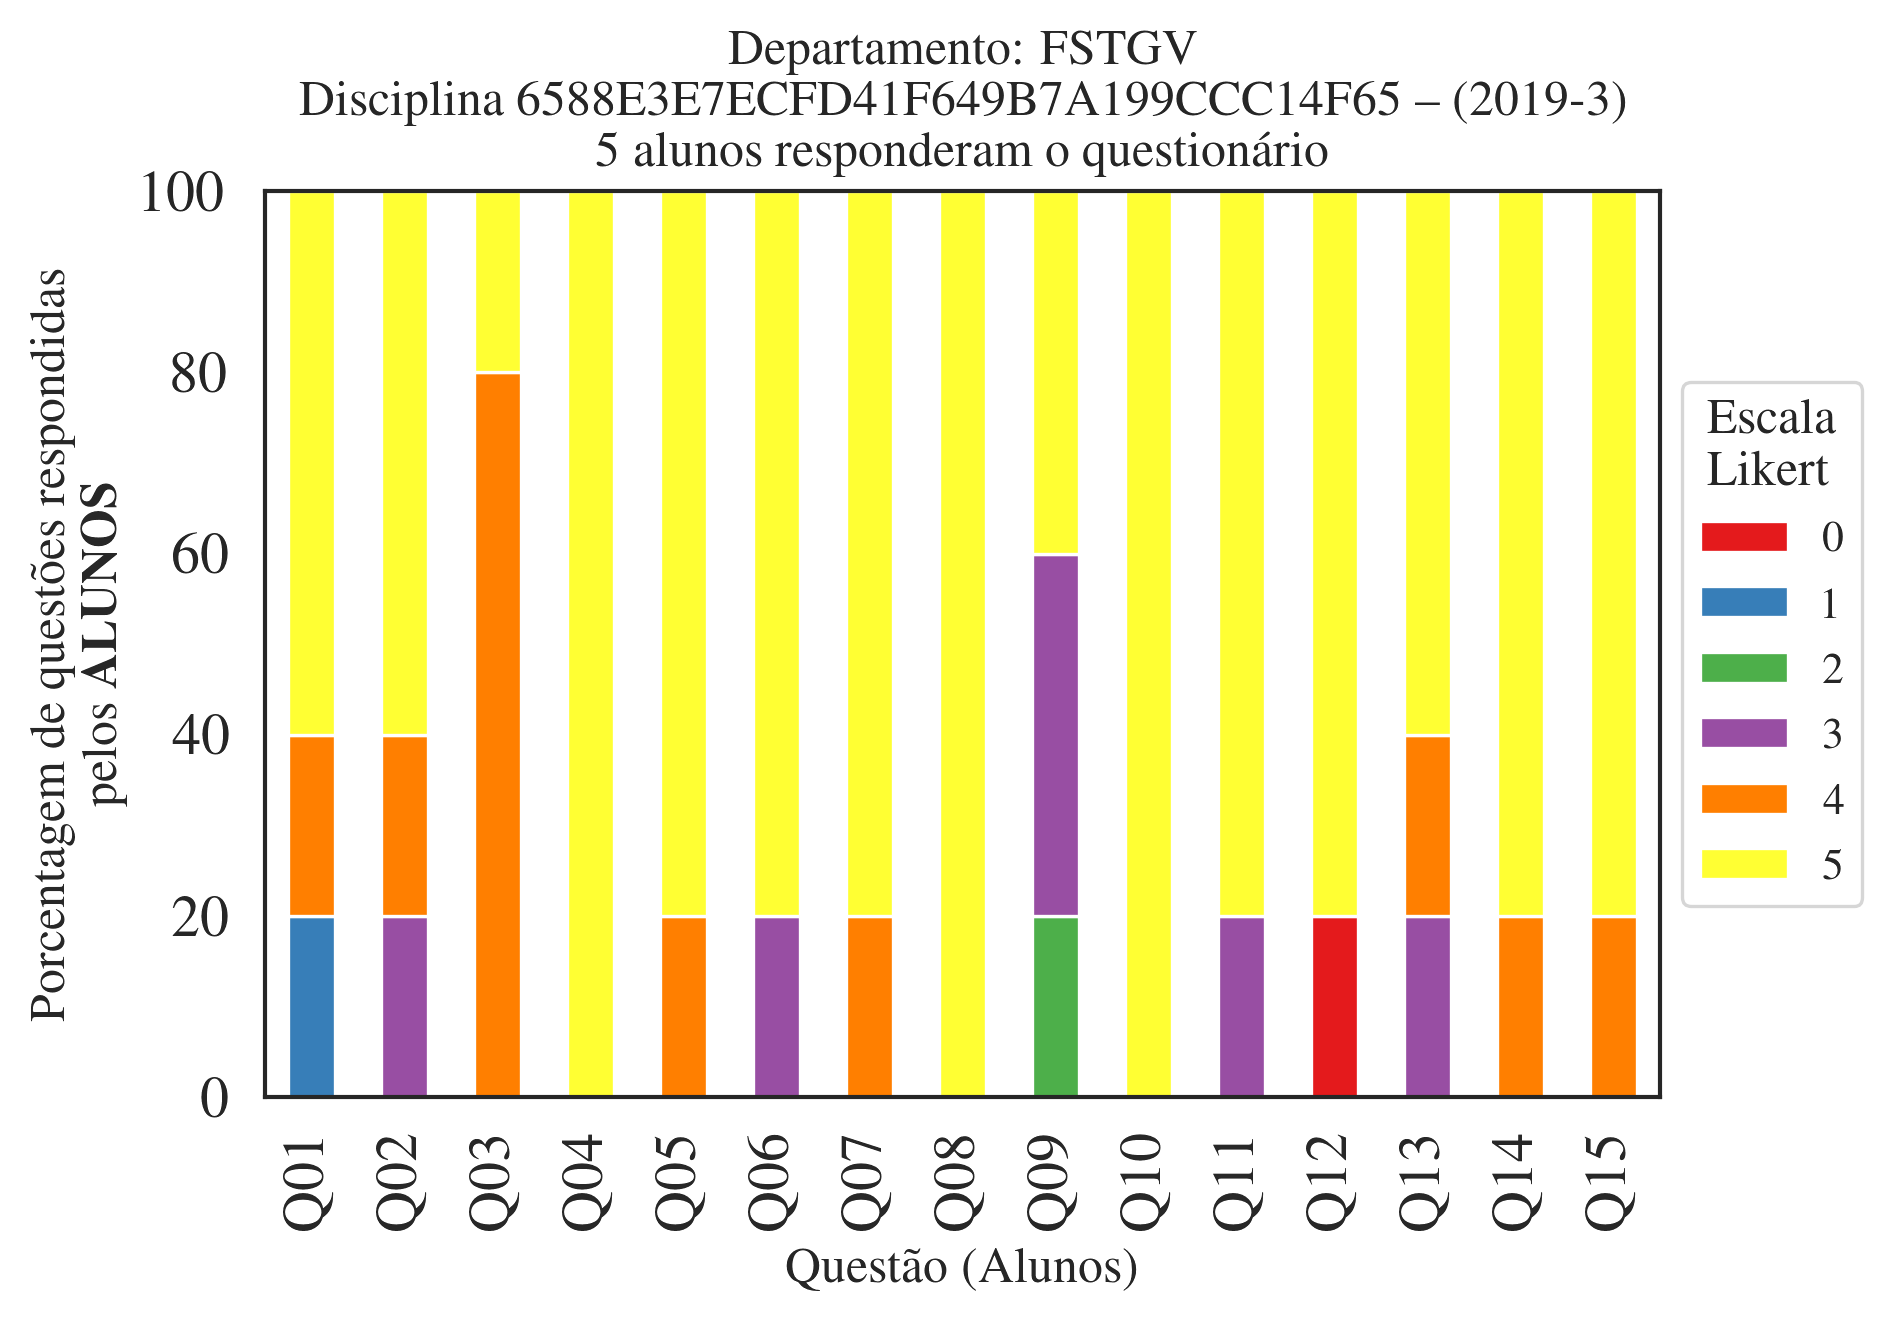 Departamento: FSTGV
Disciplina 6588E3E7ECFD41F649B7A199CCC14F65 – (2019-3)
5 alunos responderam o questionário
Porcentagem de questões respondidas
pelos ALUNOS
100
80
60
40
20
0
Q01
Q02
Q03
Q04
Q05
Q06
Q07
Q08
Q09
Q10
Q11
Q12
Q13
Q14
Q15
Questão (Alunos)
Escala
Likert
0
1
2
3
4
5